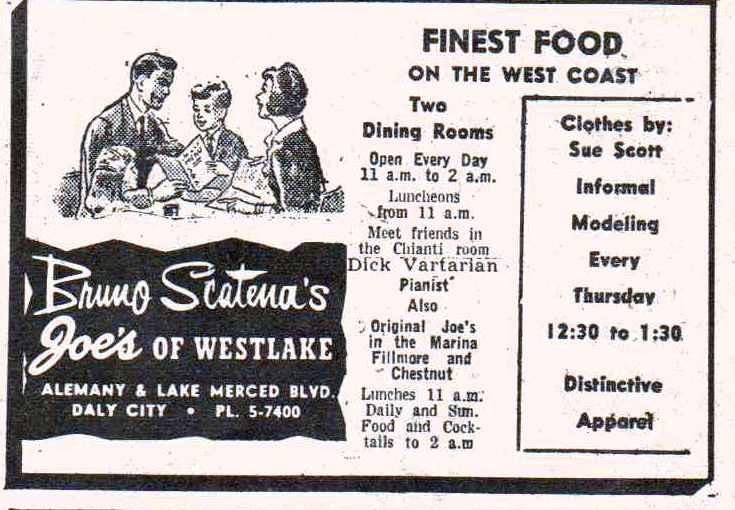 FINEST FOOD
ON THE WEST COAST
Two
Dining Rooms
Open Every Day
11 a.m. to 2 a.m.
Luncheons
from 11 a.m.
Meet friends in
the Chianti room
Dick Vartarian
Pianist
Also
Original Joe's
in the Marina
Fillmore and
Chestnut
Lunches 11 a.m.
Daily and Sun.
Food and Cock-
tails to 2 a.m
Clothes by:
Sue Scott
Informal
Modeling
Every
Thursday
12:30 to 1:30
Distinctive
Apparel
Bruno Scatena's
Joe's OF WESTLAKE
ALEMANY & LAKE MERCED BLVD.
DALY CITY • PL. 5-7400